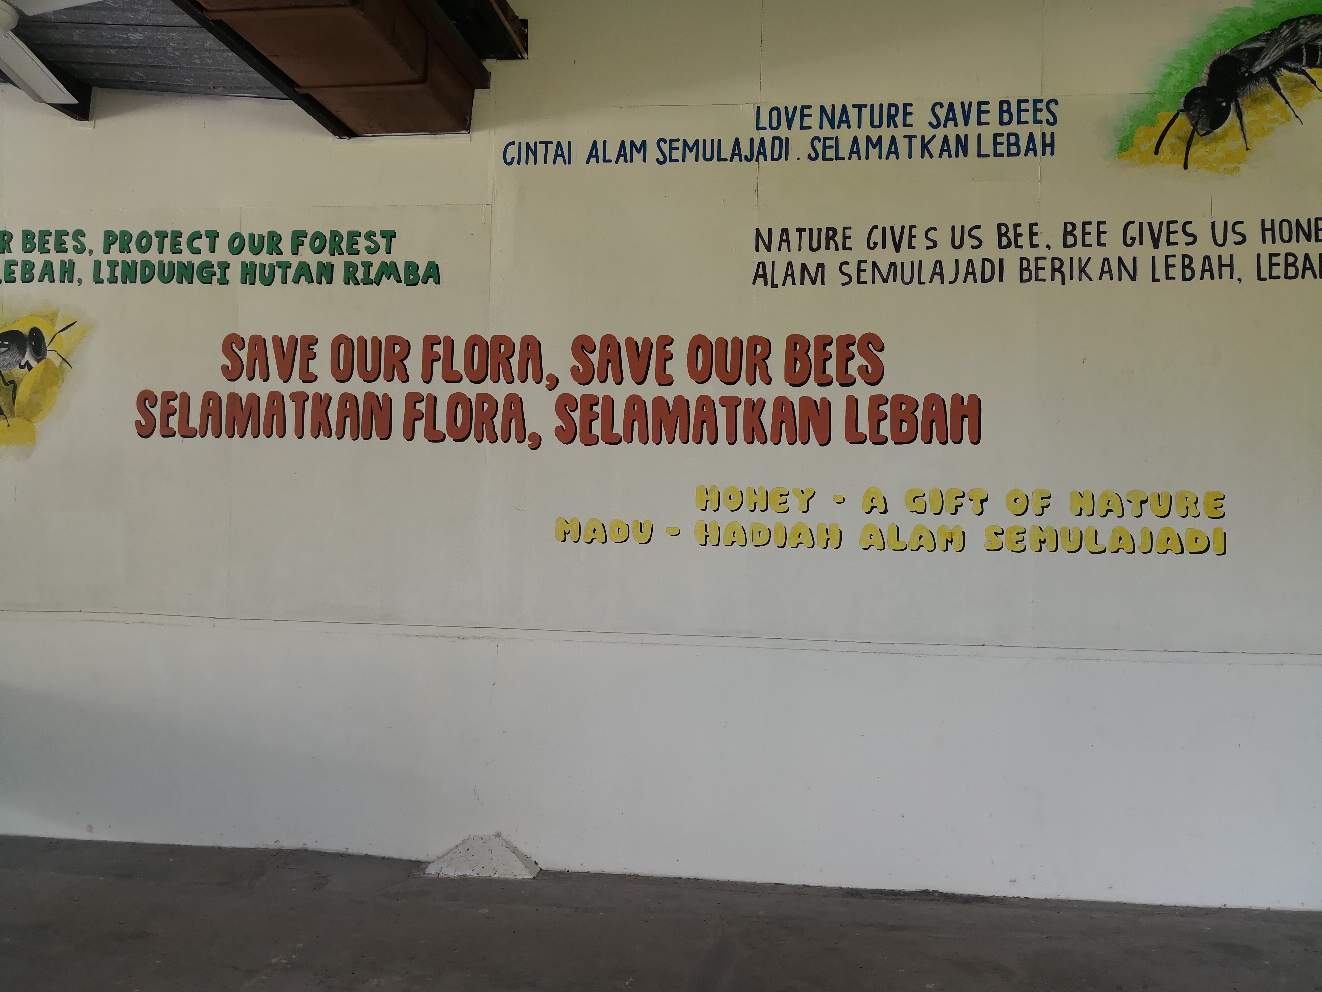 LOVE NATURE SAVE BEES
CINTAI ALAM SEMULAJADI. SELAMATKAN LEBAH
BEES, PROTECT OUR FOREST
LEBAH, LINDUNGI HUTAN RIMBA
NATURE GIVES US BEE. BEE GIVES US
ALAM SEMULAJADI BERIKAN LEBAH,
SAVE OUR FLORA, SAVE OUR BEES
SELAMATKAN FLORA, SELAMATKAN LEBAH
HONEY - A GIFT OF NATURE
MADU - HADIAH ALAM SEMULAJADI